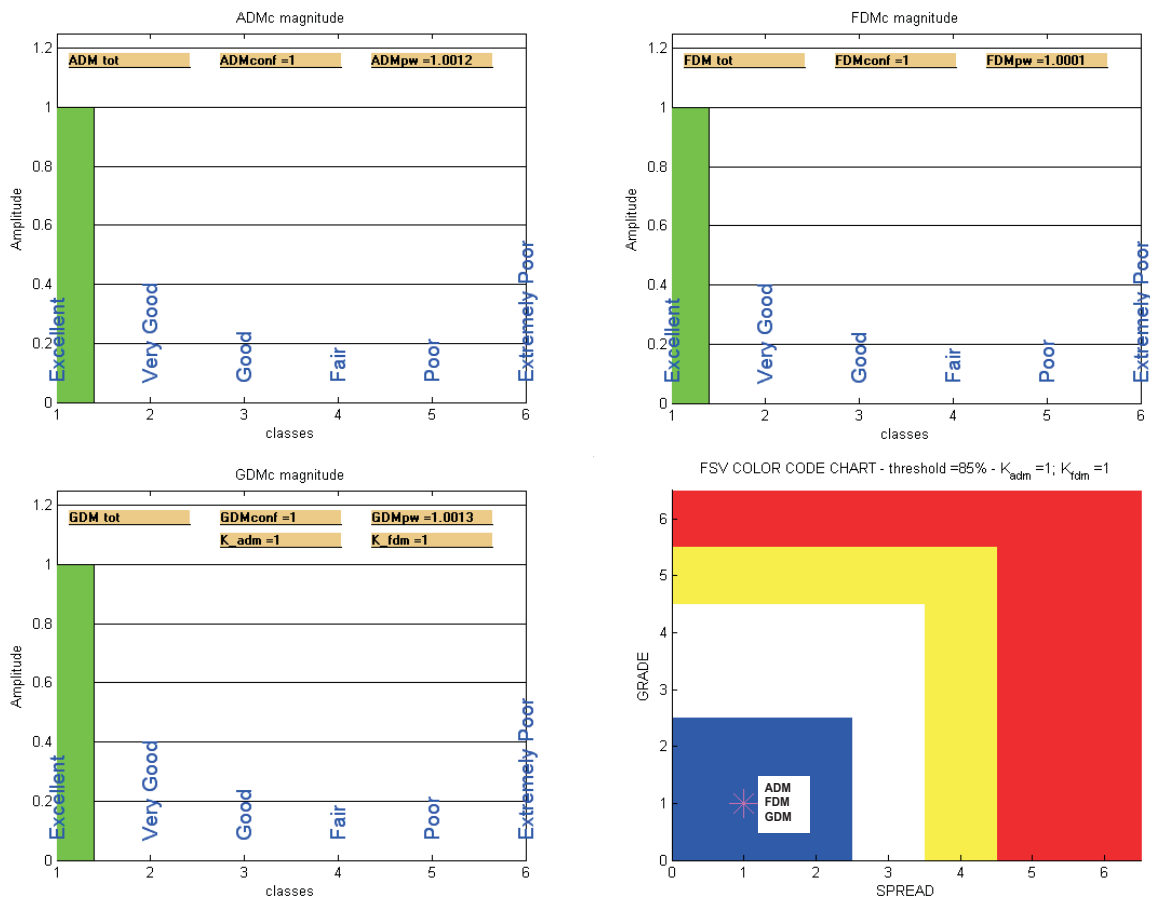 ADMc magnitude
ADM tot ADMconf =1 ADMpw =1.0012
Amplitude
1.2
1
0.8
0.6
0.4
0.2
0
Excellent
Very Good
Good
Fair
Poor
Extremely Poor
1 2 3 4 5 6
classes
FDMc magnitude
FDM tot FDMconf =1 FDMpw =1.0001
Amplitude
1.2
1
0.8
0.6
0.4
0.2
0
Excellent
Very Good
Good
Fair
Poor
Extremely Poor
1 2 3 4 5 6
classes
GDMc magnitude
GDM tot GDMconf =1 GDMpw =1.0013
K_adm =1 K_fdm =1
Amplitude
1.2
1
0.8
0.6
0.4
0.2
0
Excellent
Very Good
Good
Fair
Poor
Extremely Poor
1 2 3 4 5 6
classes
FSV COLOR CODE CHART - threshold =85% - K_adm =1; K_fdm =1
GRADE
6
5
4
3
2
1
0
ADM
FDM
GDM
0 1 2 3 4 5 6
SPREAD